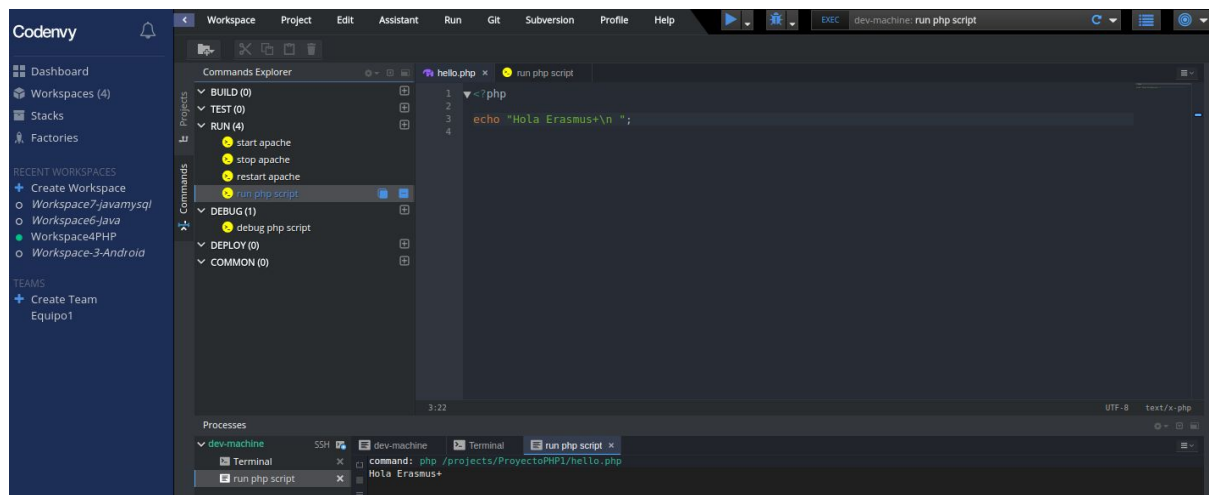 Codenvy
Dashboard
Workspaces (4)
Stacks
Factories
RECENT WORKSPACES
Create Workspace
Workspace7-javamysql
Workspace6-Java
Workspace4PHP
Workspace-3-Android
TEAMS
Create Team
Equipo1
Workspace Project Edit Assistant Run Git Subversion Profile Help
EXEC dev-machine: run php script
Projects
Commands
Commands Explorer
BUILD (0)
TEST (0)
RUN (4)
start apache
stop apache
restart apache
run php script
DEBUG (1)
debug php script
DEPLOY (0)
COMMON (0)
hello.php × run php script
1 <?php
2
3 echo "Hola Erasmus+\n ";
4
3:22 UTF-8 text/x-php
Processes
dev-machine SSH
Terminal
run php script
dev-machine Terminal run php script ×
command: php /projects/ProyectoPHP1/hello.php
Hola Erasmus+